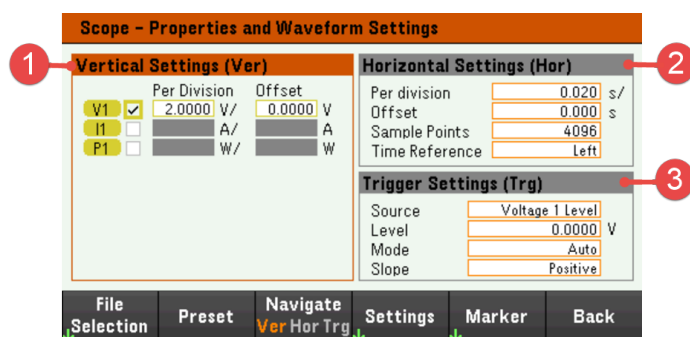 Scope - Properties and Waveform Settings
1
Vertical Settings (Ver)
Per Division Offset
V1 2.0000 V/ 0.0000 V
I1 A/ A
P1 W/ W
2
Horizontal Settings (Hor)
Per division 0.020 s/
Offset 0.000 s
Sample Points 4096
Time Reference Left
3
Trigger Settings (Trg)
Source Voltage 1 Level
Level 0.0000 V
Mode Auto
Slope Positive
File Selection
Preset
Navigate
Ver Hor Trg
Settings
Marker
Back